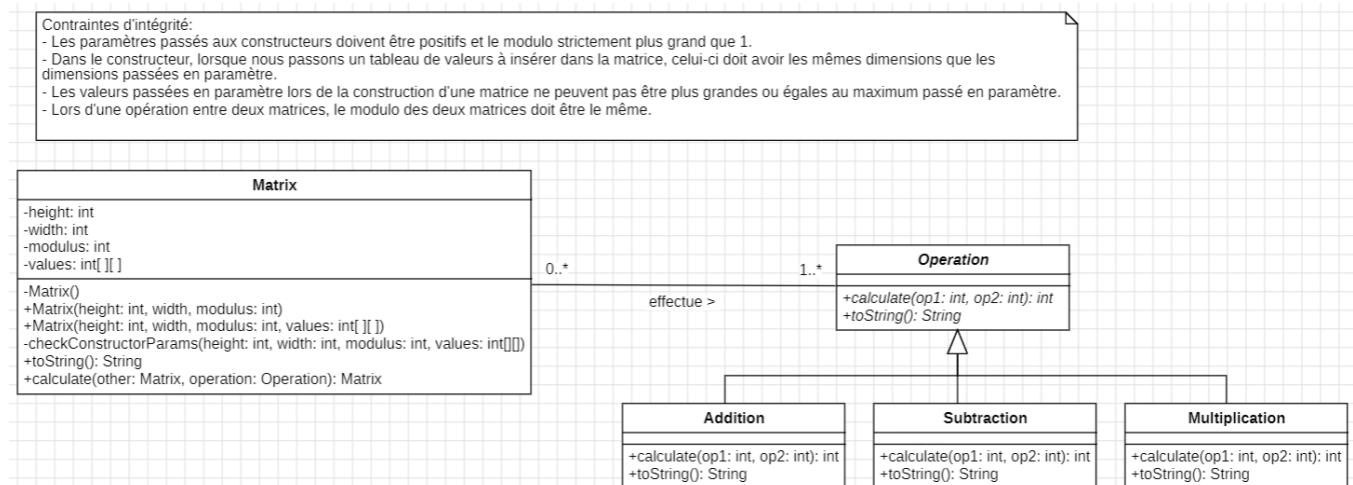 Contraintes d'intégrité:
- Les paramètres passés aux constructeurs doivent être positifs et le modulo strictement plus grand que 1.
- Dans le constructeur, lorsque nous passons un tableau de valeurs à insérer dans la matrice, celui-ci doit avoir les mêmes dimensions que les
dimensions passées en paramètre.
- Les valeurs passées en paramètre lors de la construction d'une matrice ne peuvent pas être plus grandes ou égales au maximum passé en paramètre.
- Lors d'une opération entre deux matrices, le modulo des deux matrices doit être le même.
Matrix
-height: int
-width: int
-modulus: int
-values: int[ ][ ]
-Matrix()
+Matrix(height: int, width, modulus: int)
+Matrix(height: int, width, modulus: int, values: int[ ][ ])
-checkConstructorParams(height: int, width: int, modulus: int, values: int[][])
+toString(): String
+calculate(other: Matrix, operation: Operation): Matrix
0..*
1..*
effectue >
Operation
+calculate(op1: int, op2: int): int
+toString(): String
Addition
+calculate(op1: int, op2: int): int
+toString(): String
Subtraction
+calculate(op1: int, op2: int): int
+toString(): String
Multiplication
+calculate(op1: int, op2: int): int
+toString(): String